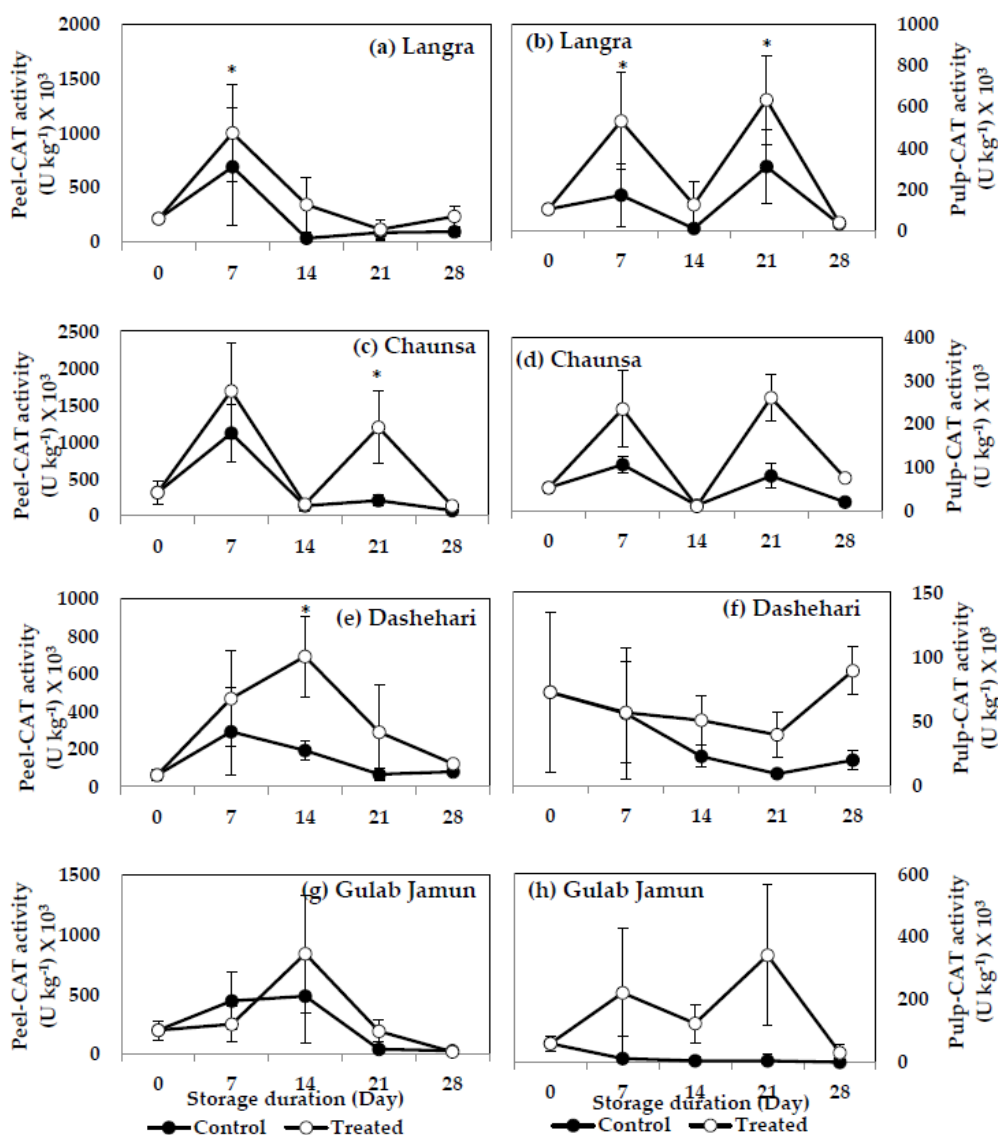 2000
1500
1000
500
0
Peel-CAT activity
(U kg⁻¹) X 10³
(a) Langra
*
0 7 14 21 28
1000
800
600
400
200
0
Pulp-CAT activity
(U kg⁻¹) X 10³
(b) Langra
* *
0 7 14 21 28
2500
2000
1500
1000
500
0
Peel-CAT activity
(U kg⁻¹) X 10³
(c) Chaunsa
*
0 7 14 21 28
400
300
200
100
0
Pulp-CAT activity
(U kg⁻¹) X 10³
(d) Chaunsa
0 7 14 21 28
1000
800
600
400
200
0
Peel-CAT activity
(U kg⁻¹) X 10³
(e) Dashehari
*
0 7 14 21 28
150
100
50
0
Pulp-CAT activity
(U kg⁻¹) X 10³
(f) Dashehari
0 7 14 21 28
1500
1000
500
0
Peel-CAT activity
(U kg⁻¹) X 10³
(g) Gulab Jamun
0 7 14 21 28
Storage duration (Day)
Control Treated
600
400
200
0
Pulp-CAT activity
(U kg⁻¹) X 10³
(h) Gulab Jamun
0 7 14 21 28
Storage duration (Day)
Control Treated